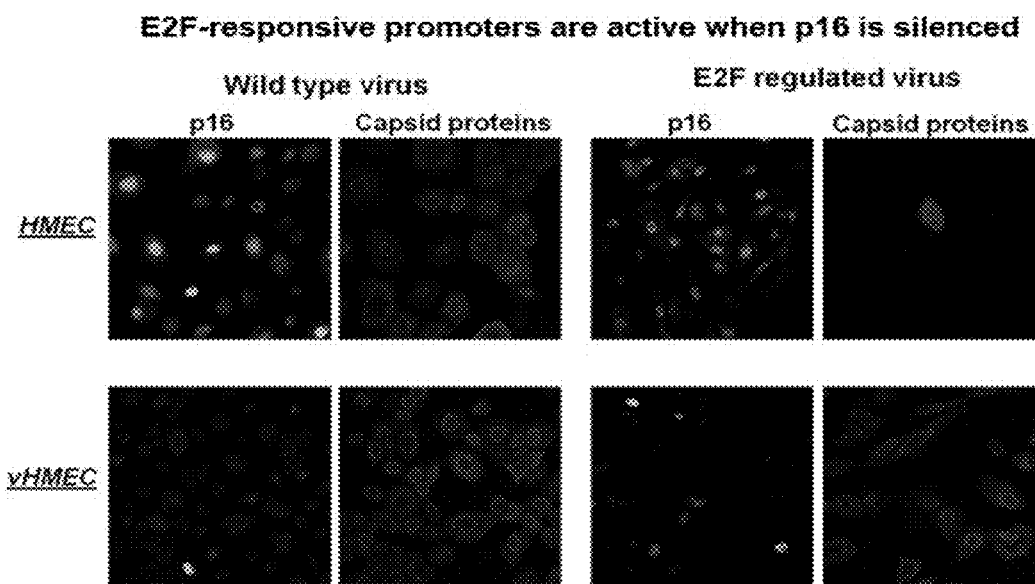 E2F-responsive promoters are active when p16 is silenced
Wild type virus
E2F regulated virus
p16
Capsid proteins
p16
Capsid proteins
HMEC
vHMEC